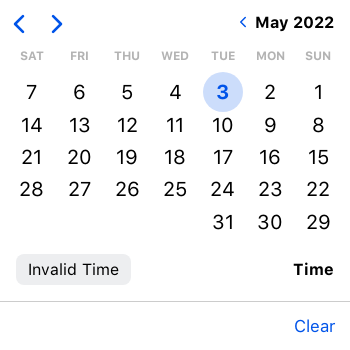 May 2022
SAT FRI THU WED TUE MON SUN
7 6 5 4 3 2 1
14 13 12 11 10 9 8
21 20 19 18 17 16 15
28 27 26 25 24 23 22
31 30 29
Invalid Time Time
Clear